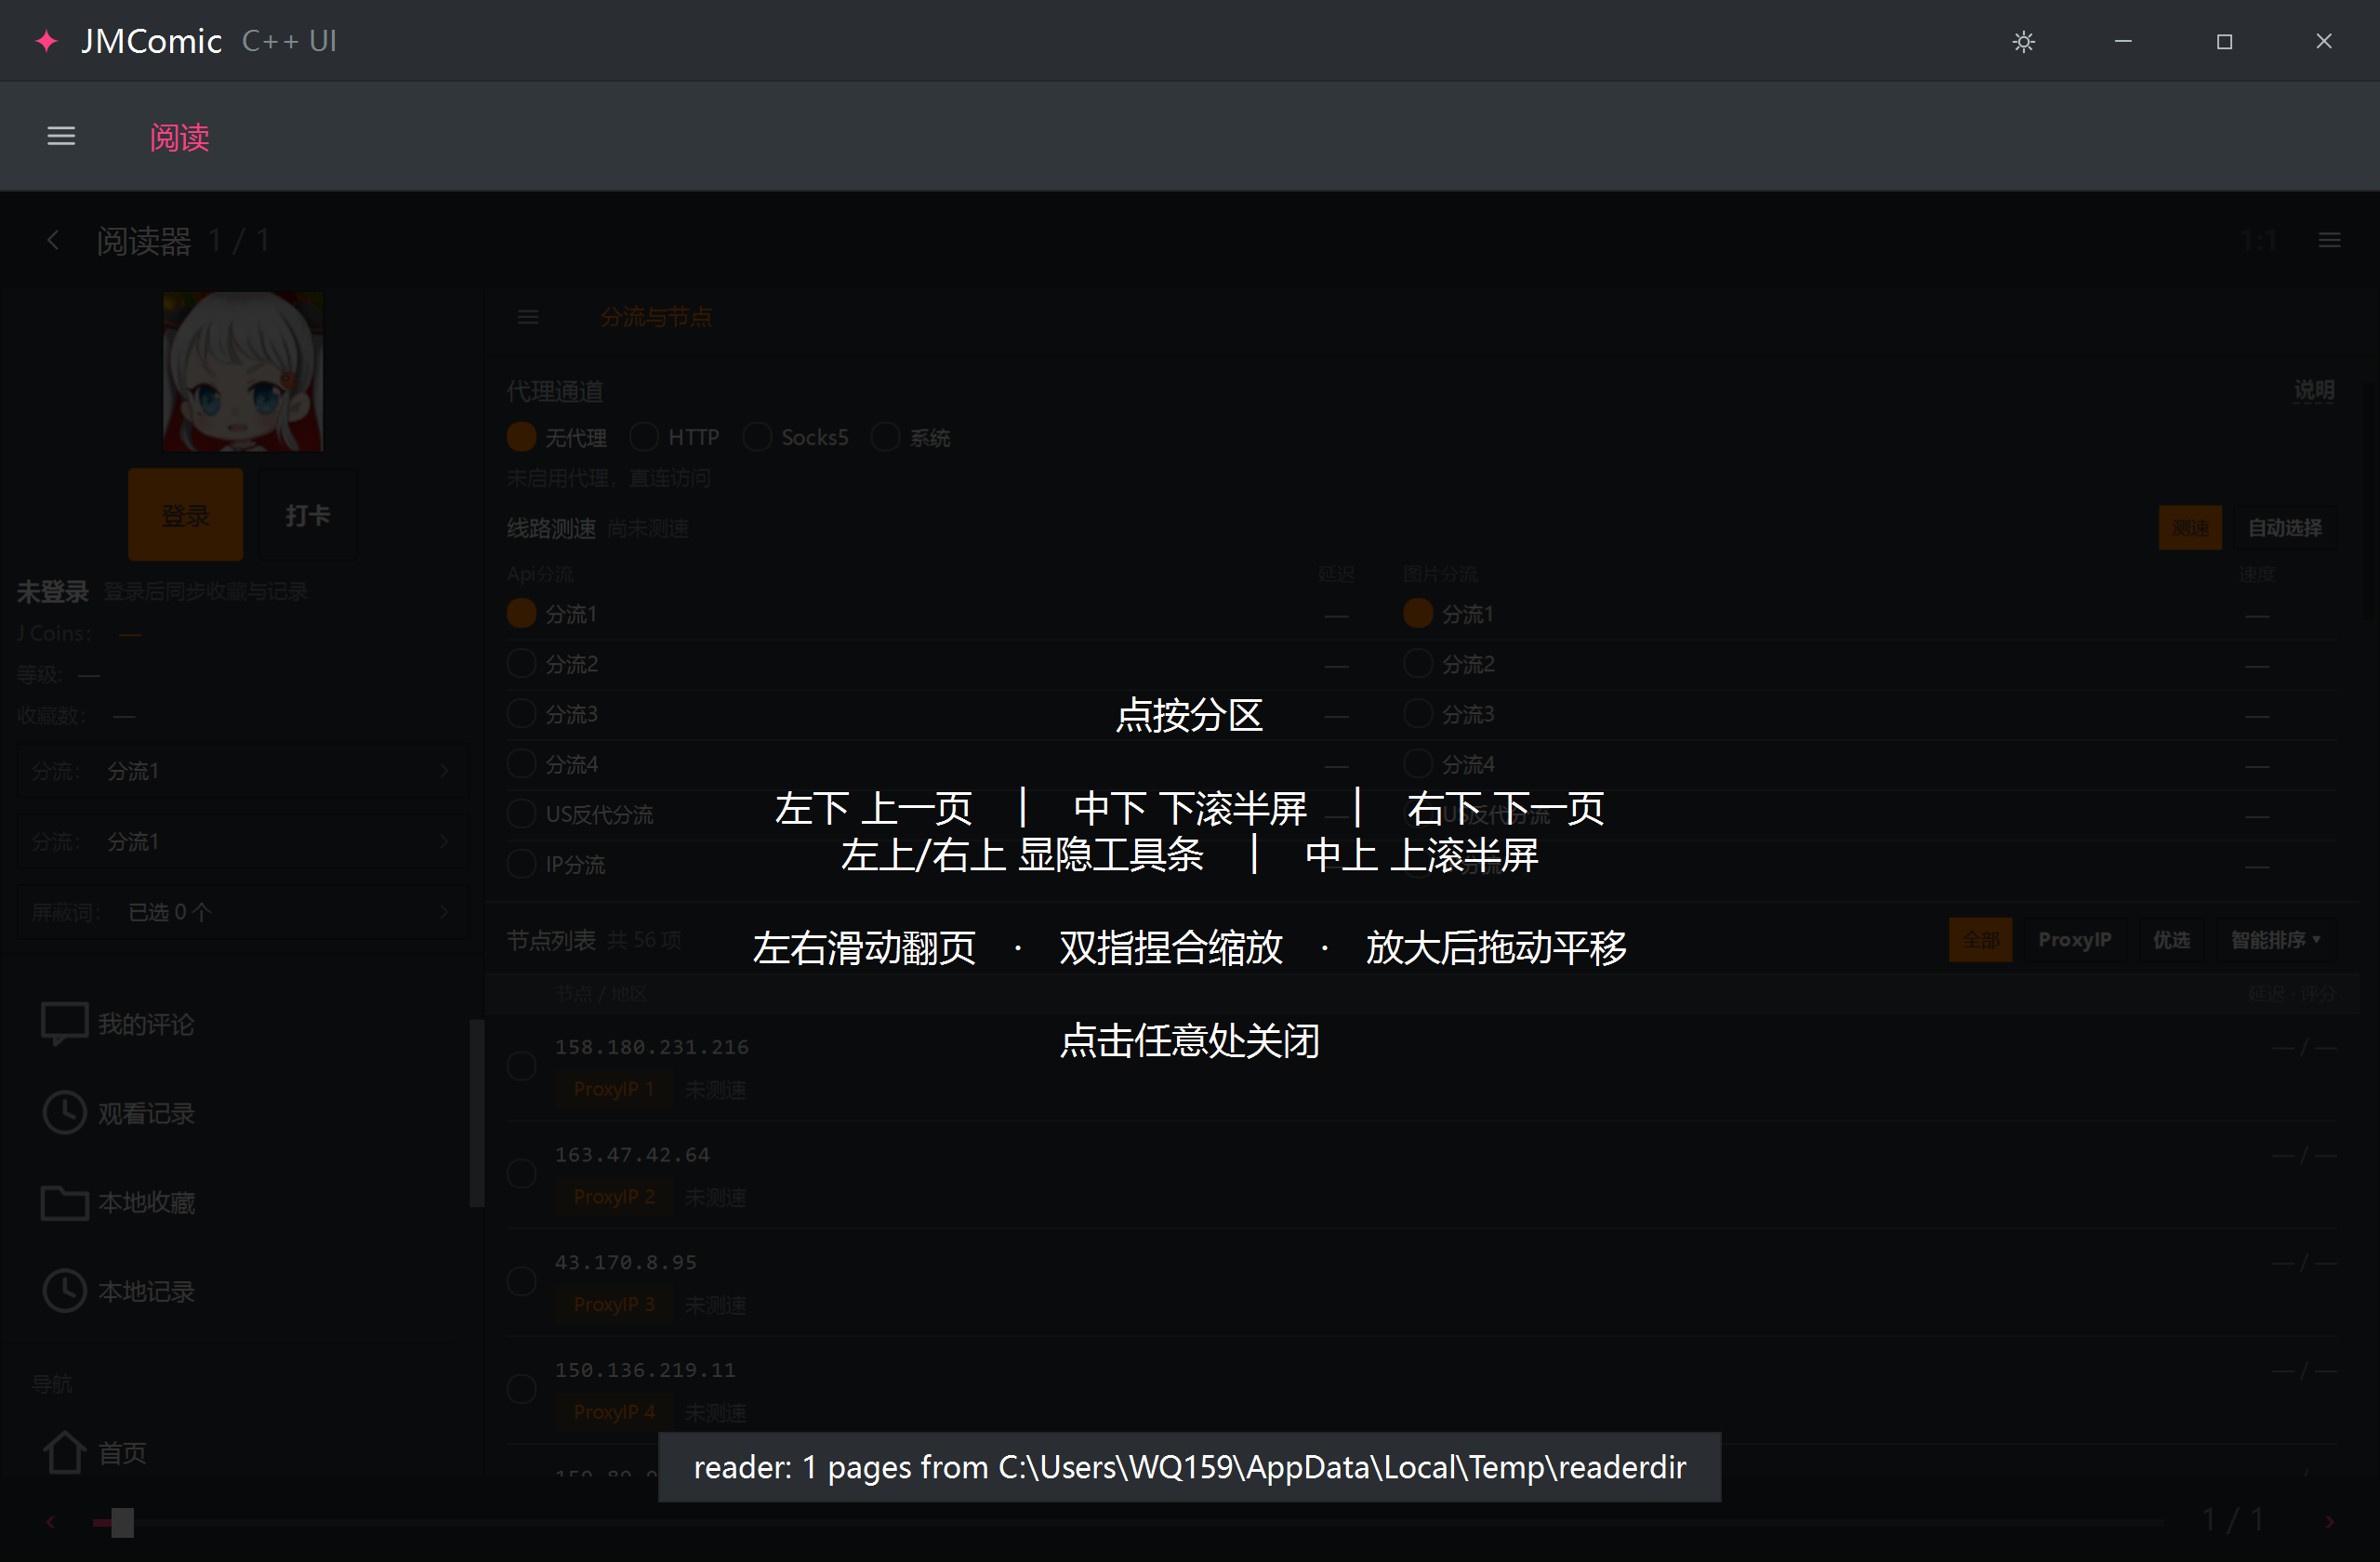 JMComic C++ UI
阅读
阅读器 1 / 1
1:1
分流与节点
代理通道
说明
无代理 HTTP Socks5 系统
未启用代理，直连访问
线路测速 尚未测速
测速 自动选择
Api分流 延迟 图片分流 速度
分流1 — 分流1 —
分流2 — 分流2 —
分流3 — 分流3 —
分流4 — 分流4 —
US反代分流 — US反代分流 —
IP分流 —
节点列表 共 56 项
全部 ProxyIP 优选 智能排序
节点 / 地区 延迟 · 评分
158.180.231.216 — / —
ProxyIP 1 未测速
163.47.42.64 — / —
ProxyIP 2 未测速
43.170.8.95 — / —
ProxyIP 3 未测速
150.136.219.11 — / —
ProxyIP 4 未测速
登录 打卡
未登录 登录后同步收藏与记录
J Coins: —
等级: —
收藏数: —
分流: 分流1
分流: 分流1
屏蔽词: 已选 0 个
我的评论
观看记录
本地收藏
本地记录
导航
首页
点按分区
左下 上一页 | 中下 下滚半屏 | 右下 下一页
左上/右上 显隐工具条 | 中上 上滚半屏
左右滑动翻页 · 双指捏合缩放 · 放大后拖动平移
点击任意处关闭
reader: 1 pages from C:\Users\WQ159\AppData\Local\Temp\readerdir
1 / 1